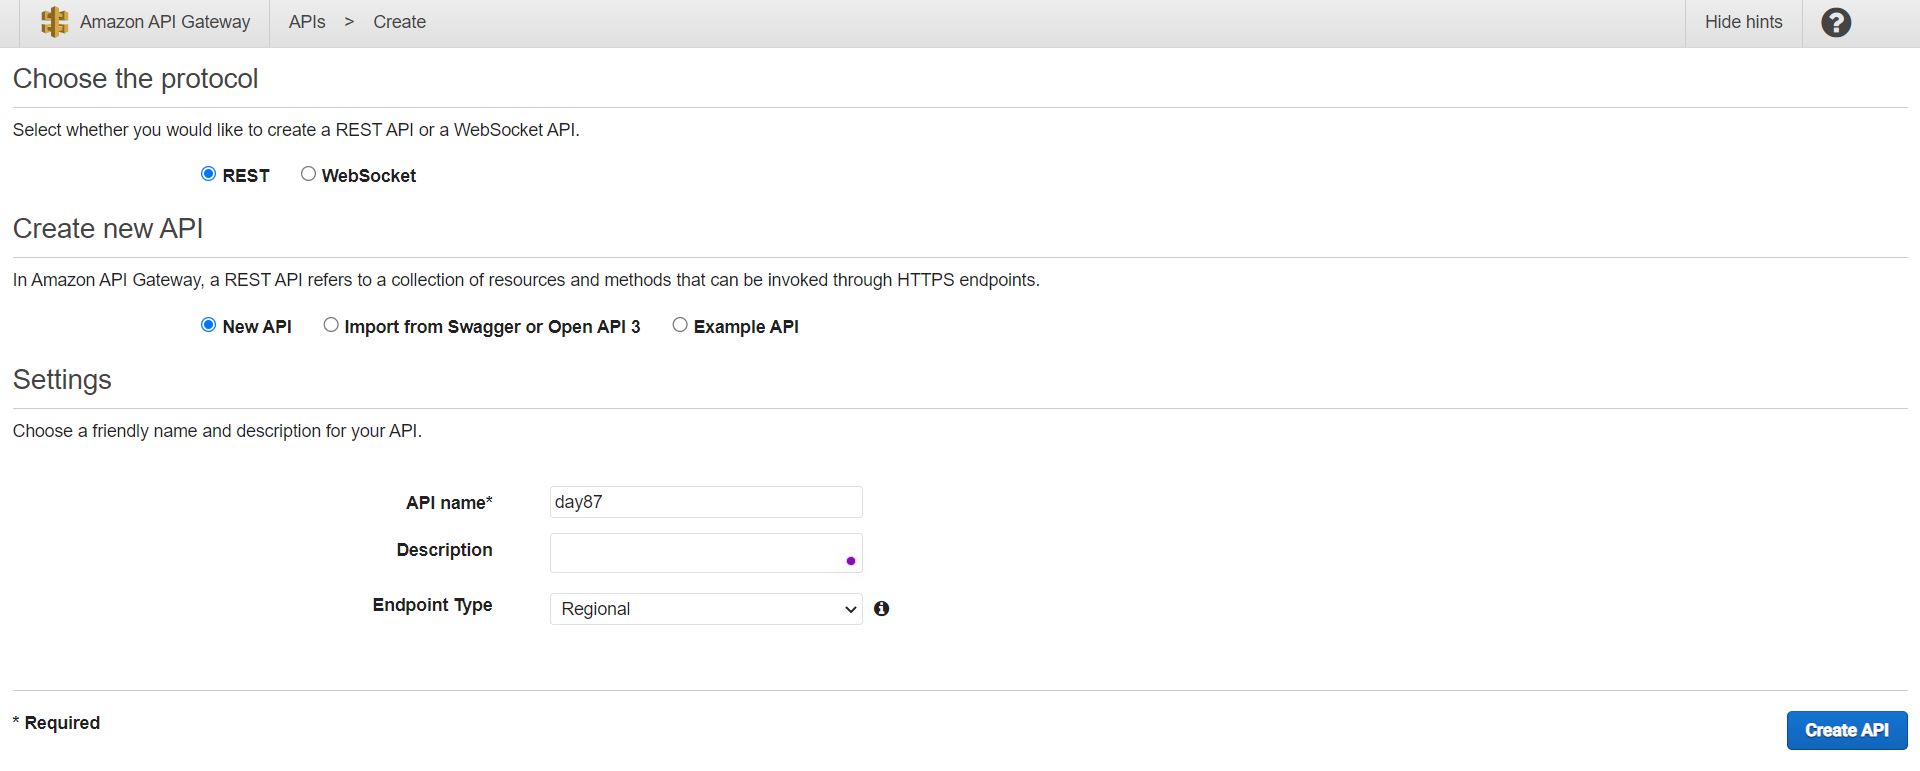 Amazon API Gateway APIs > Create Hide hints ?
Choose the protocol
Select whether you would like to create a REST API or a WebSocket API.
REST WebSocket
Create new API
In Amazon API Gateway, a REST API refers to a collection of resources and methods that can be invoked through HTTPS endpoints.
New API Import from Swagger or Open API 3 Example API
Settings
Choose a friendly name and description for your API.
API name* day87
Description
Endpoint Type Regional
* Required Create API